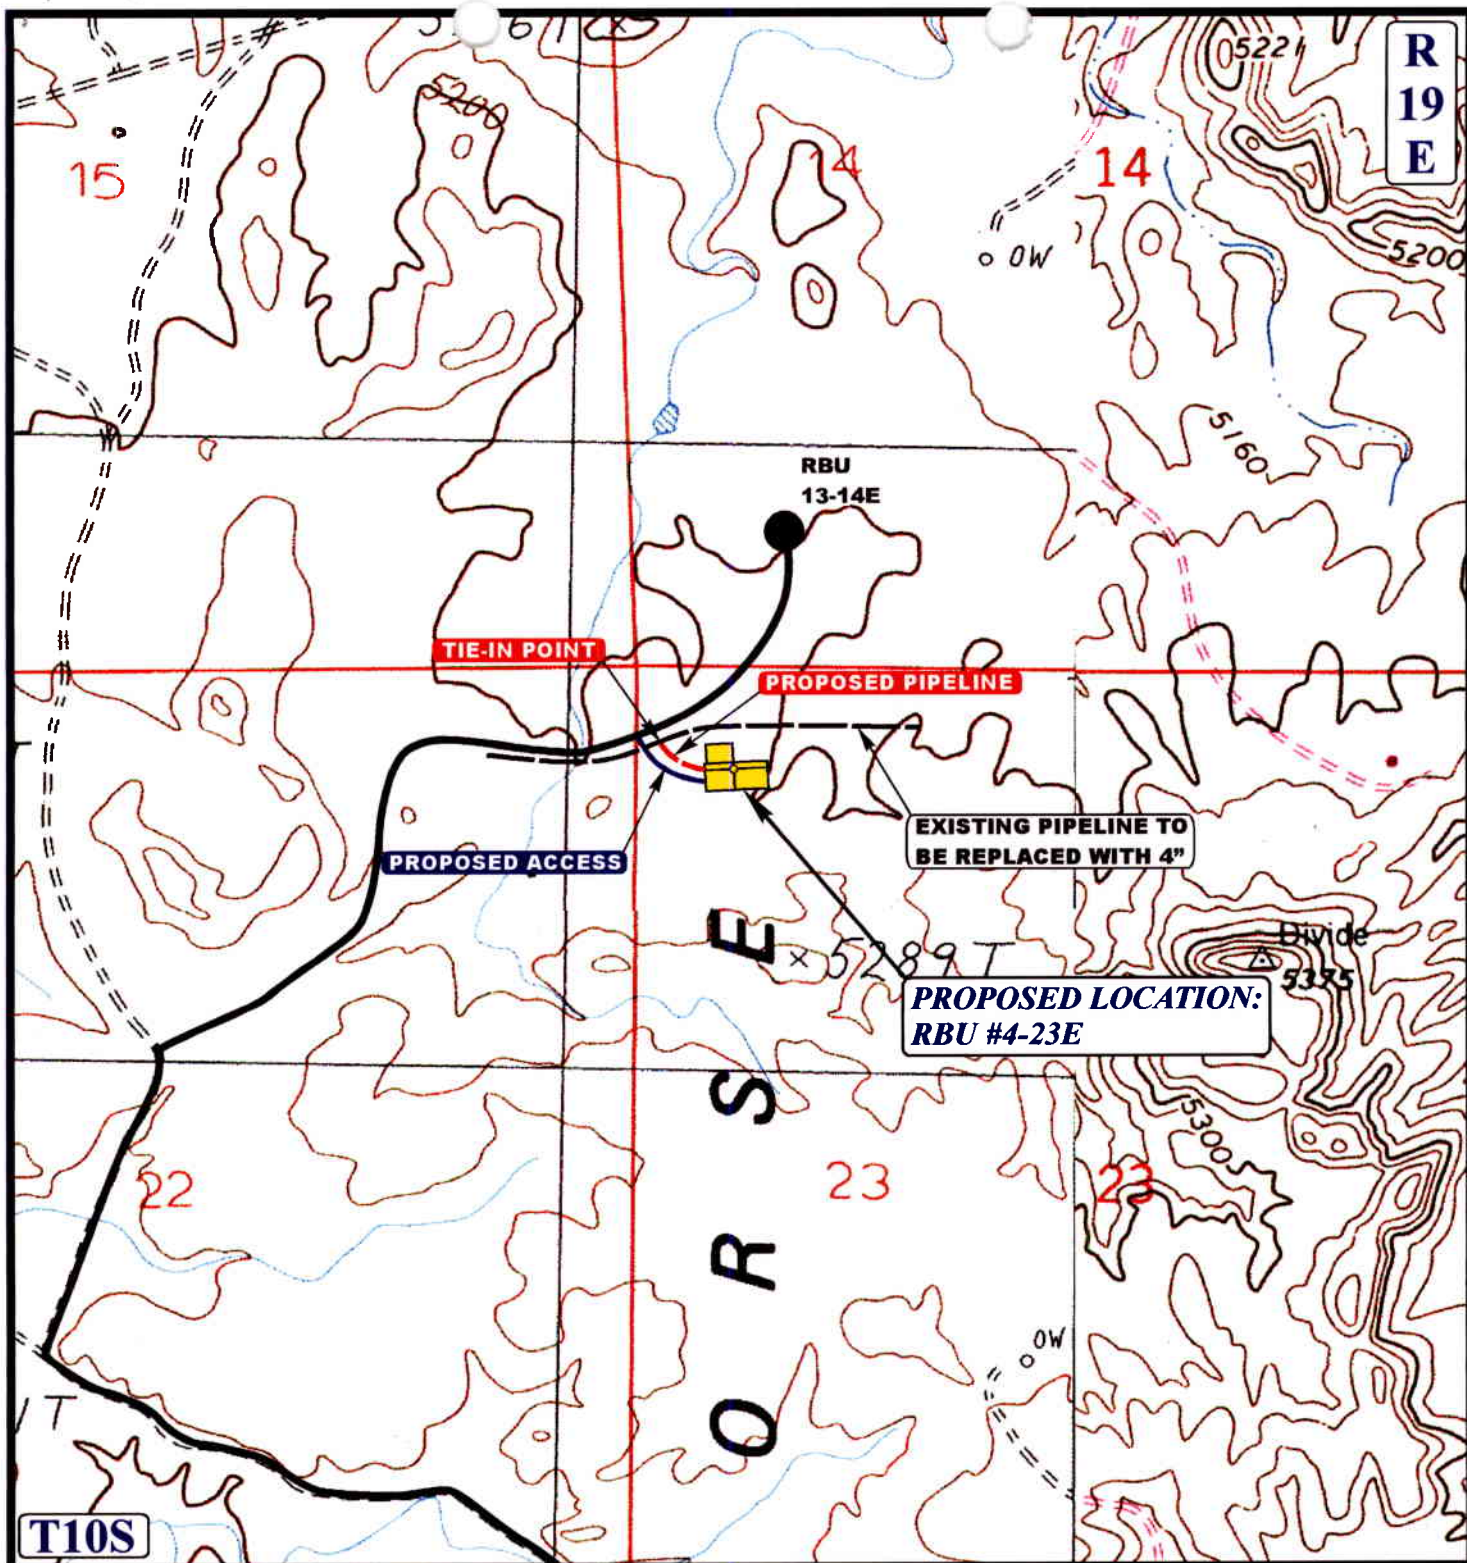 5221
R
19
E
5200
15
14
14
OW
5200
5160
RBU
13-14E
TIE-IN POINT
PROPOSED PIPELINE
EXISTING PIPELINE TO
BE REPLACED WITH 4”
PROPOSED ACCESS
E
×5289T
Divide
5375
PROPOSED LOCATION:
RBU #4-23E
S
5300
22
23
23
R
OW
O
T
T10S